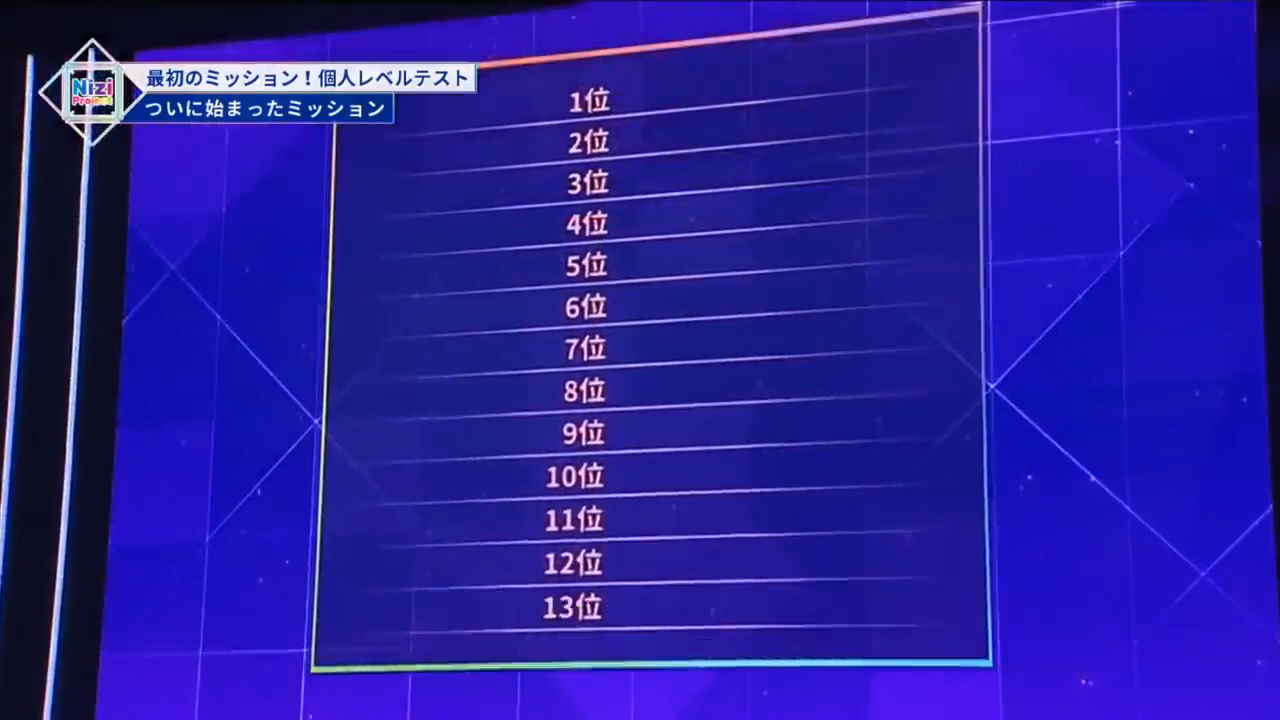 Nizi
Project
最初のミッション！個人レベルテスト
ついに始まったミッション
1位
2位
3位
4位
5位
6位
7位
8位
9位
10位
11位
12位
13位